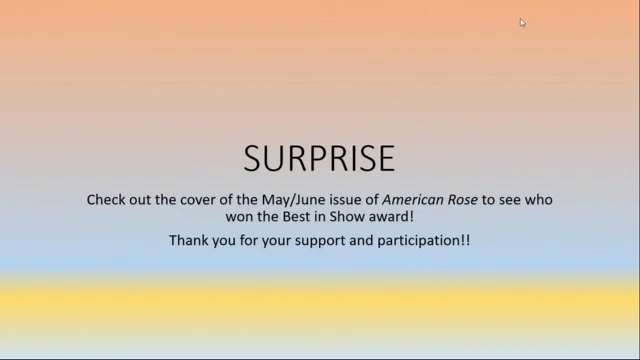 SURPRISE
Check out the cover of the May/June issue of American Rose to see who
won the Best in Show award!
Thank you for your support and participation!!